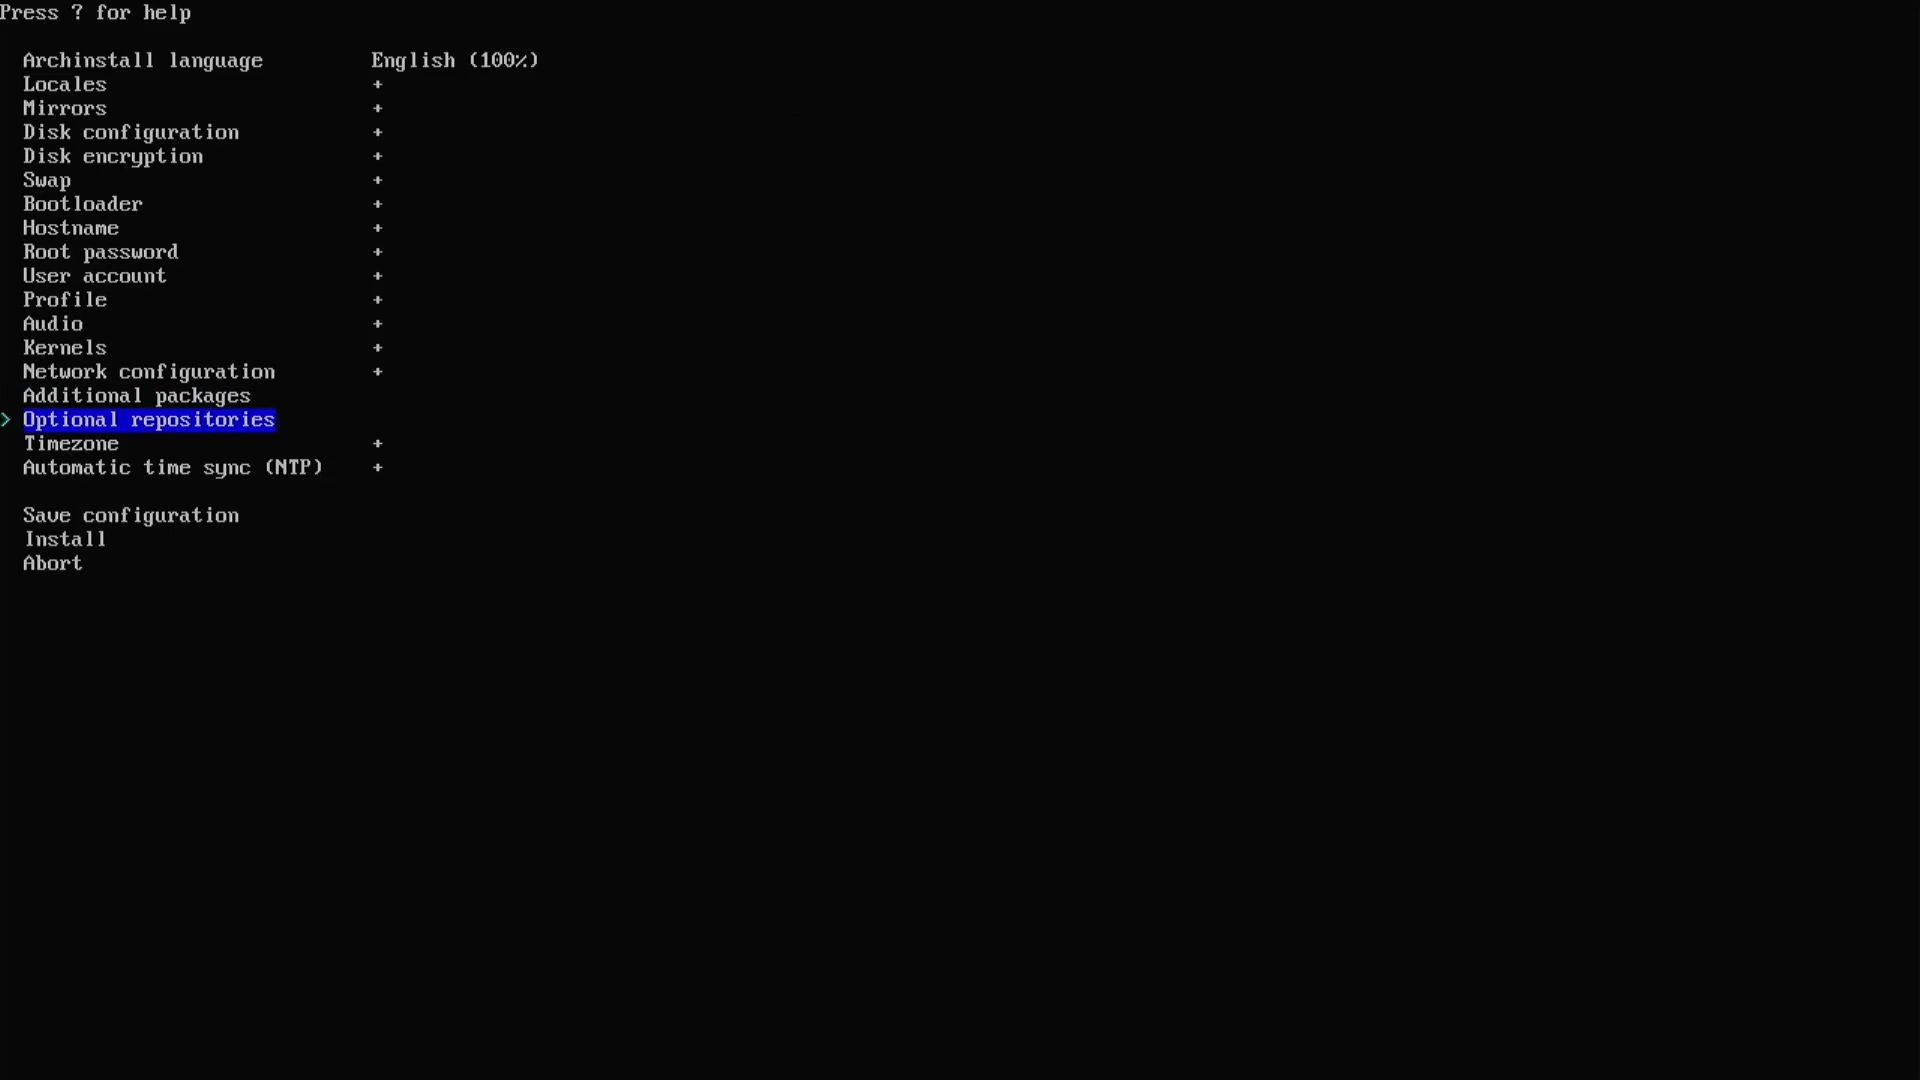 Press ? for help
Archinstall language English (100%)
Locales +
Mirrors +
Disk configuration +
Disk encryption +
Swap +
Bootloader +
Hostname +
Root password +
User account +
Profile +
Audio +
Kernels +
Network configuration +
Additional packages
> Optional repositories
Timezone +
Automatic time sync (NTP) +
Save configuration
Install
Abort